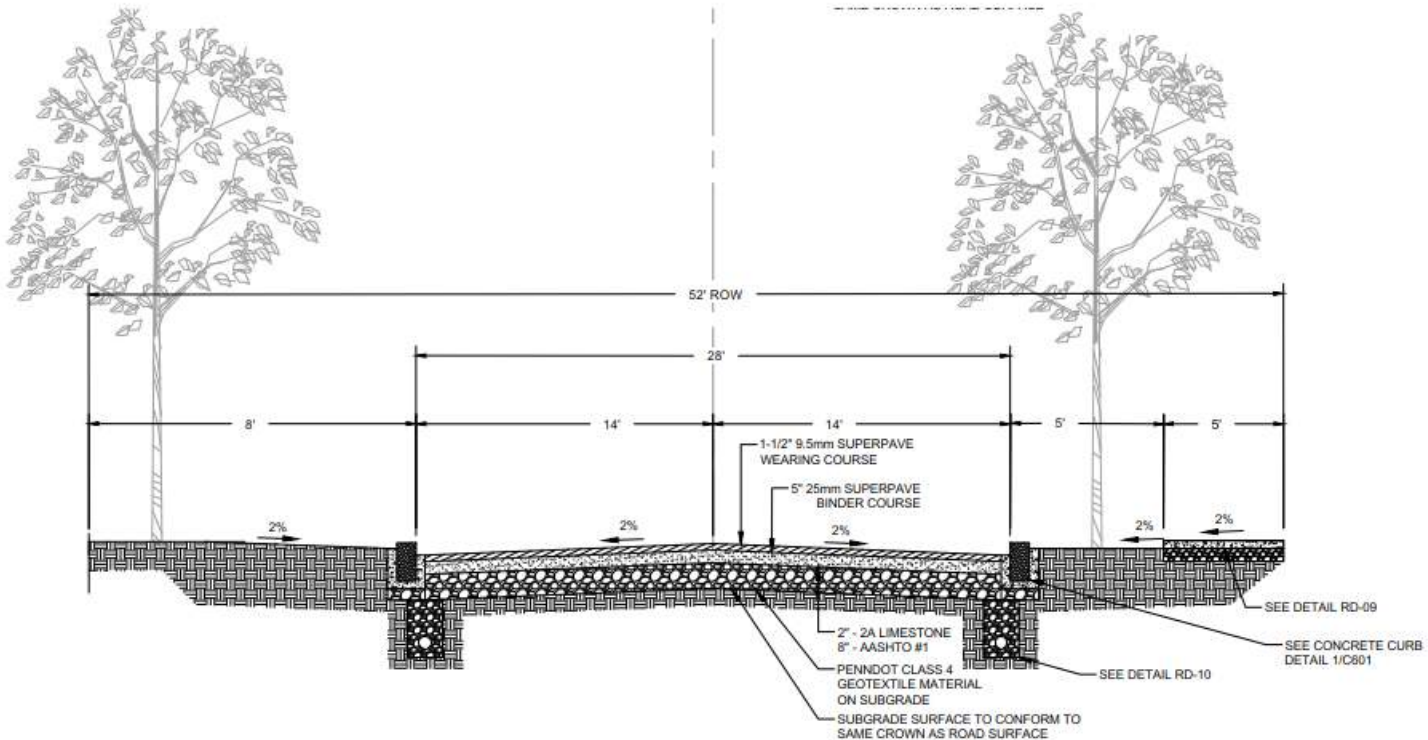 52' ROW
28'
8'
14'
14'
5'
5'
1-1/2" 9.5mm SUPERPAVE
WEARING COURSE
5" 25mm SUPERPAVE
BINDER COURSE
2%
2%
2%
2%
2%
SEE DETAIL RD-09
2" - 2A LIMESTONE
8" - AASHTO #1
SEE CONCRETE CURB
DETAIL 1/C601
SEE DETAIL RD-10
PENNDOT CLASS 4
GEOTEXTILE MATERIAL
ON SUBGRADE
SUBGRADE SURFACE TO CONFORM TO
SAME CROWN AS ROAD SURFACE